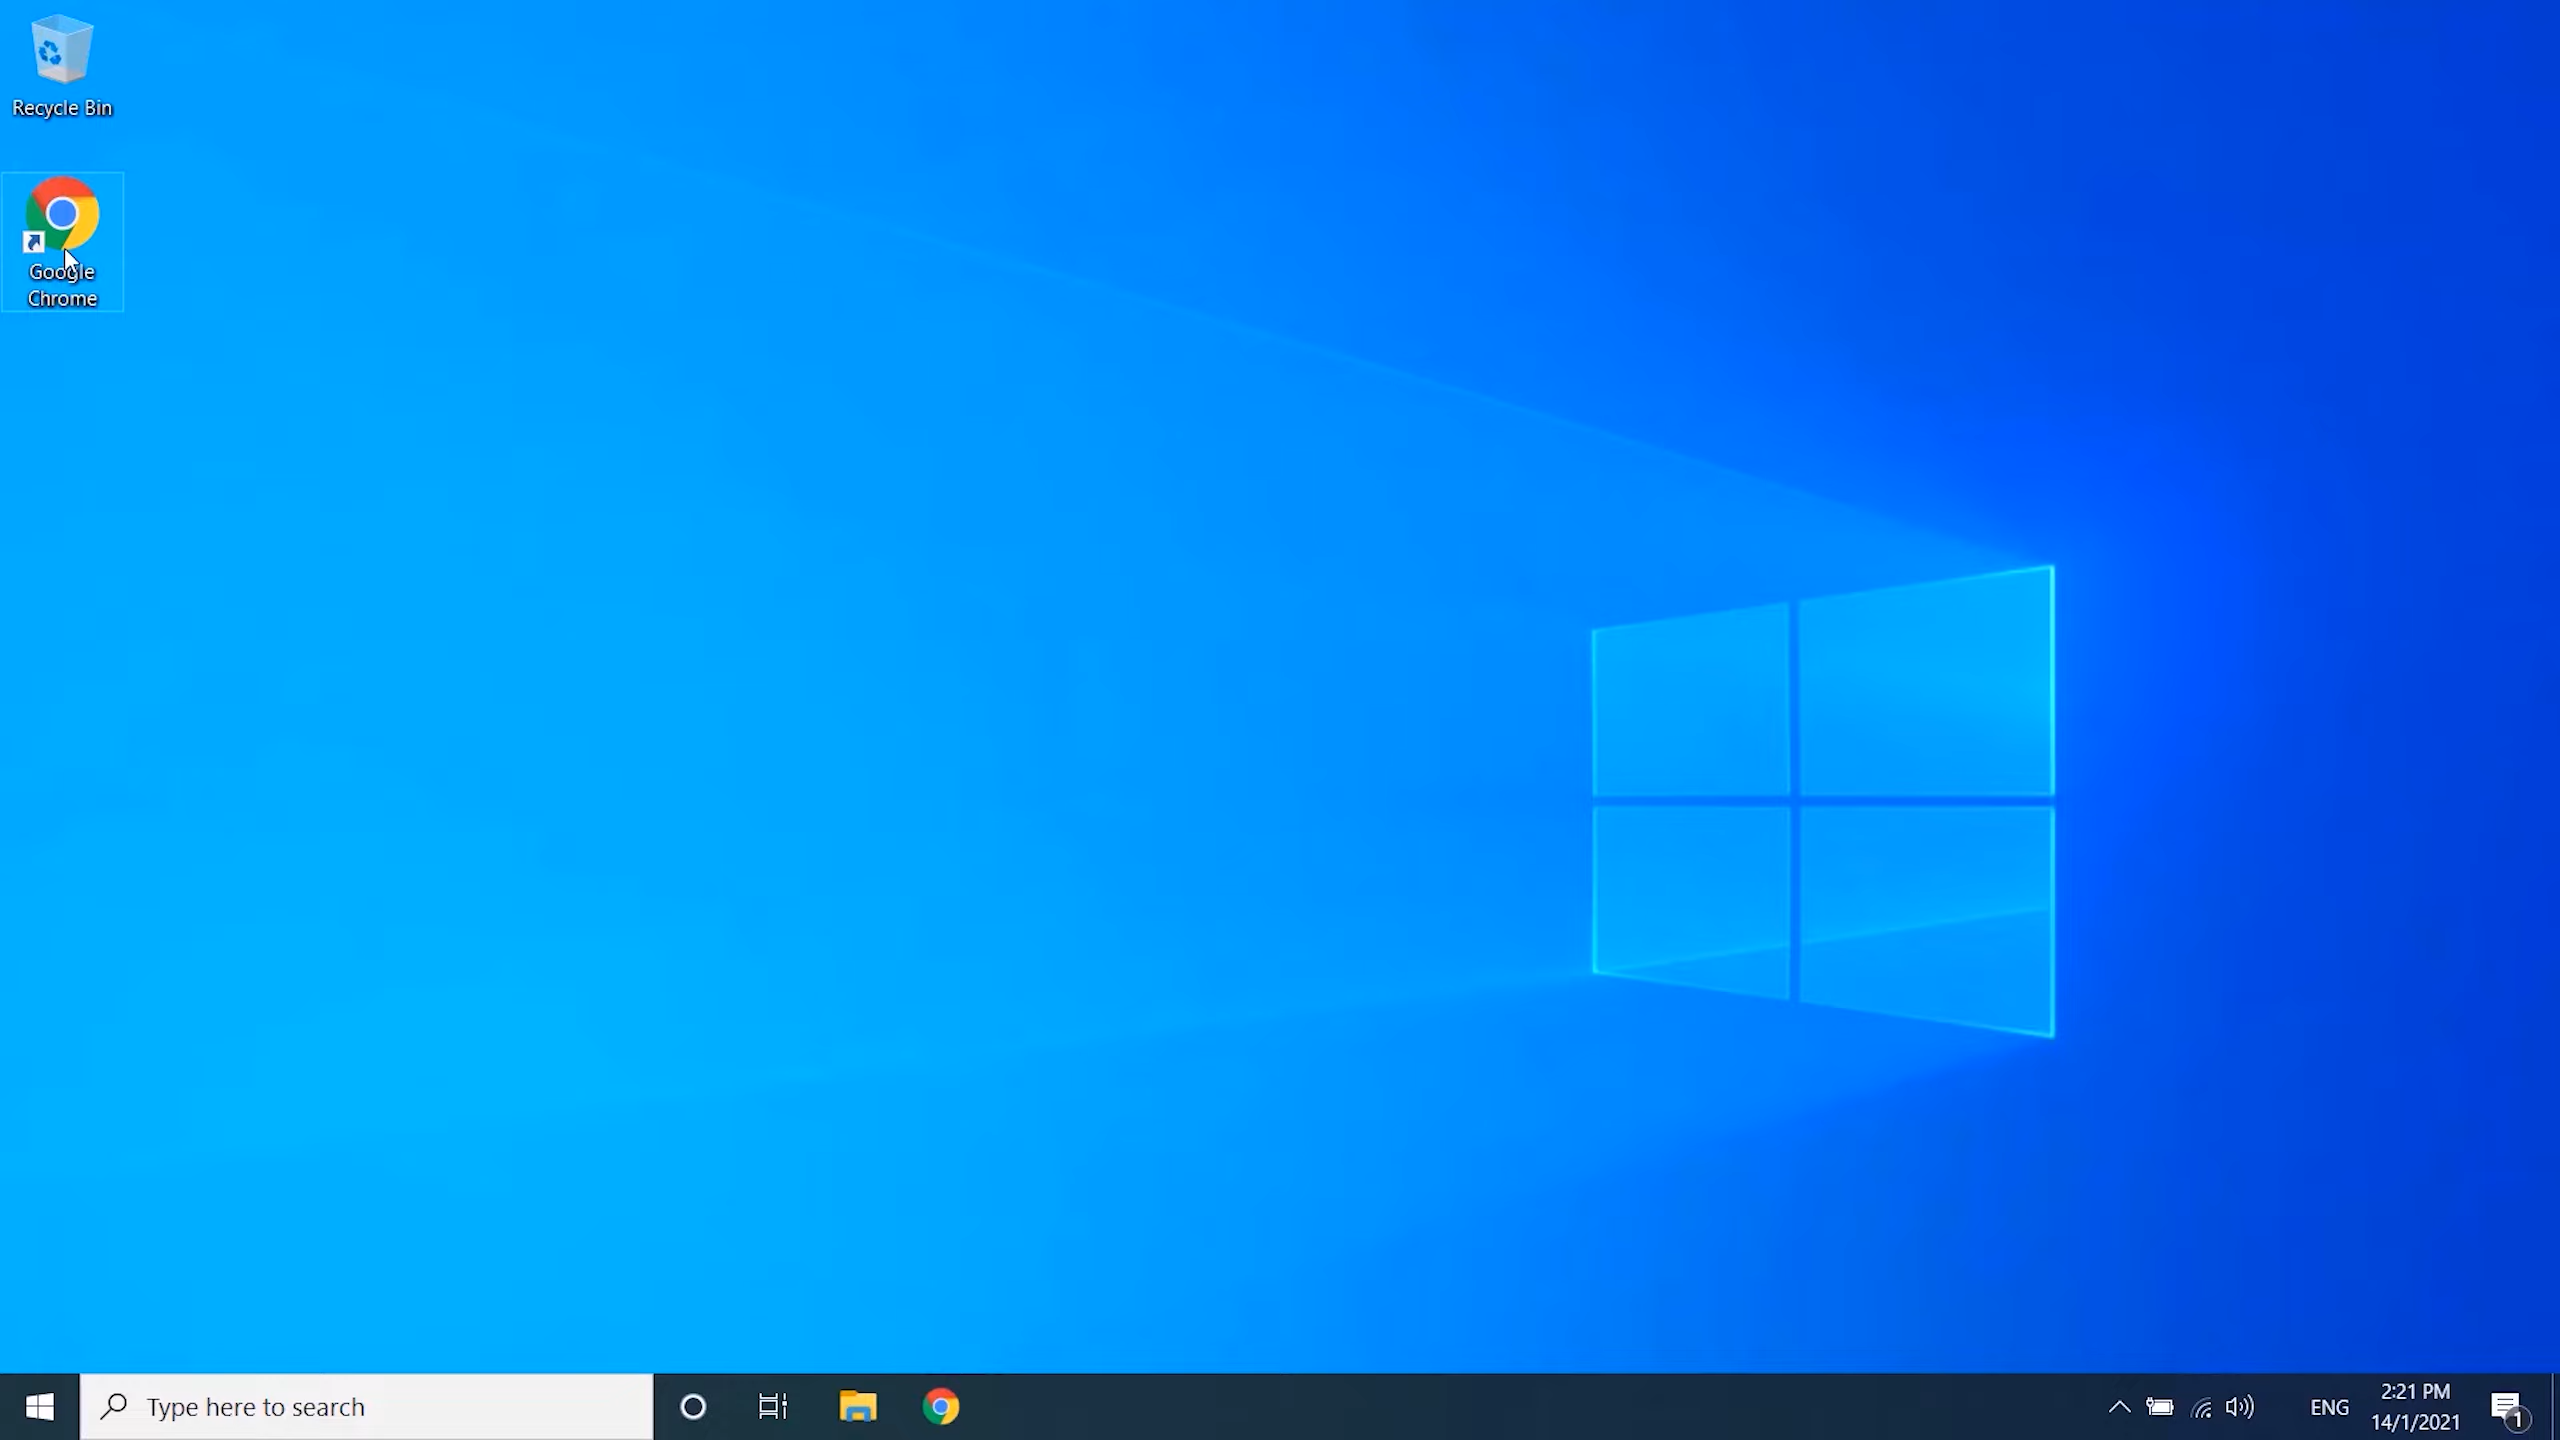 Recycle Bin
Google
Chrome
Type here to search
ENG
2:21 PM
14/1/2021
1